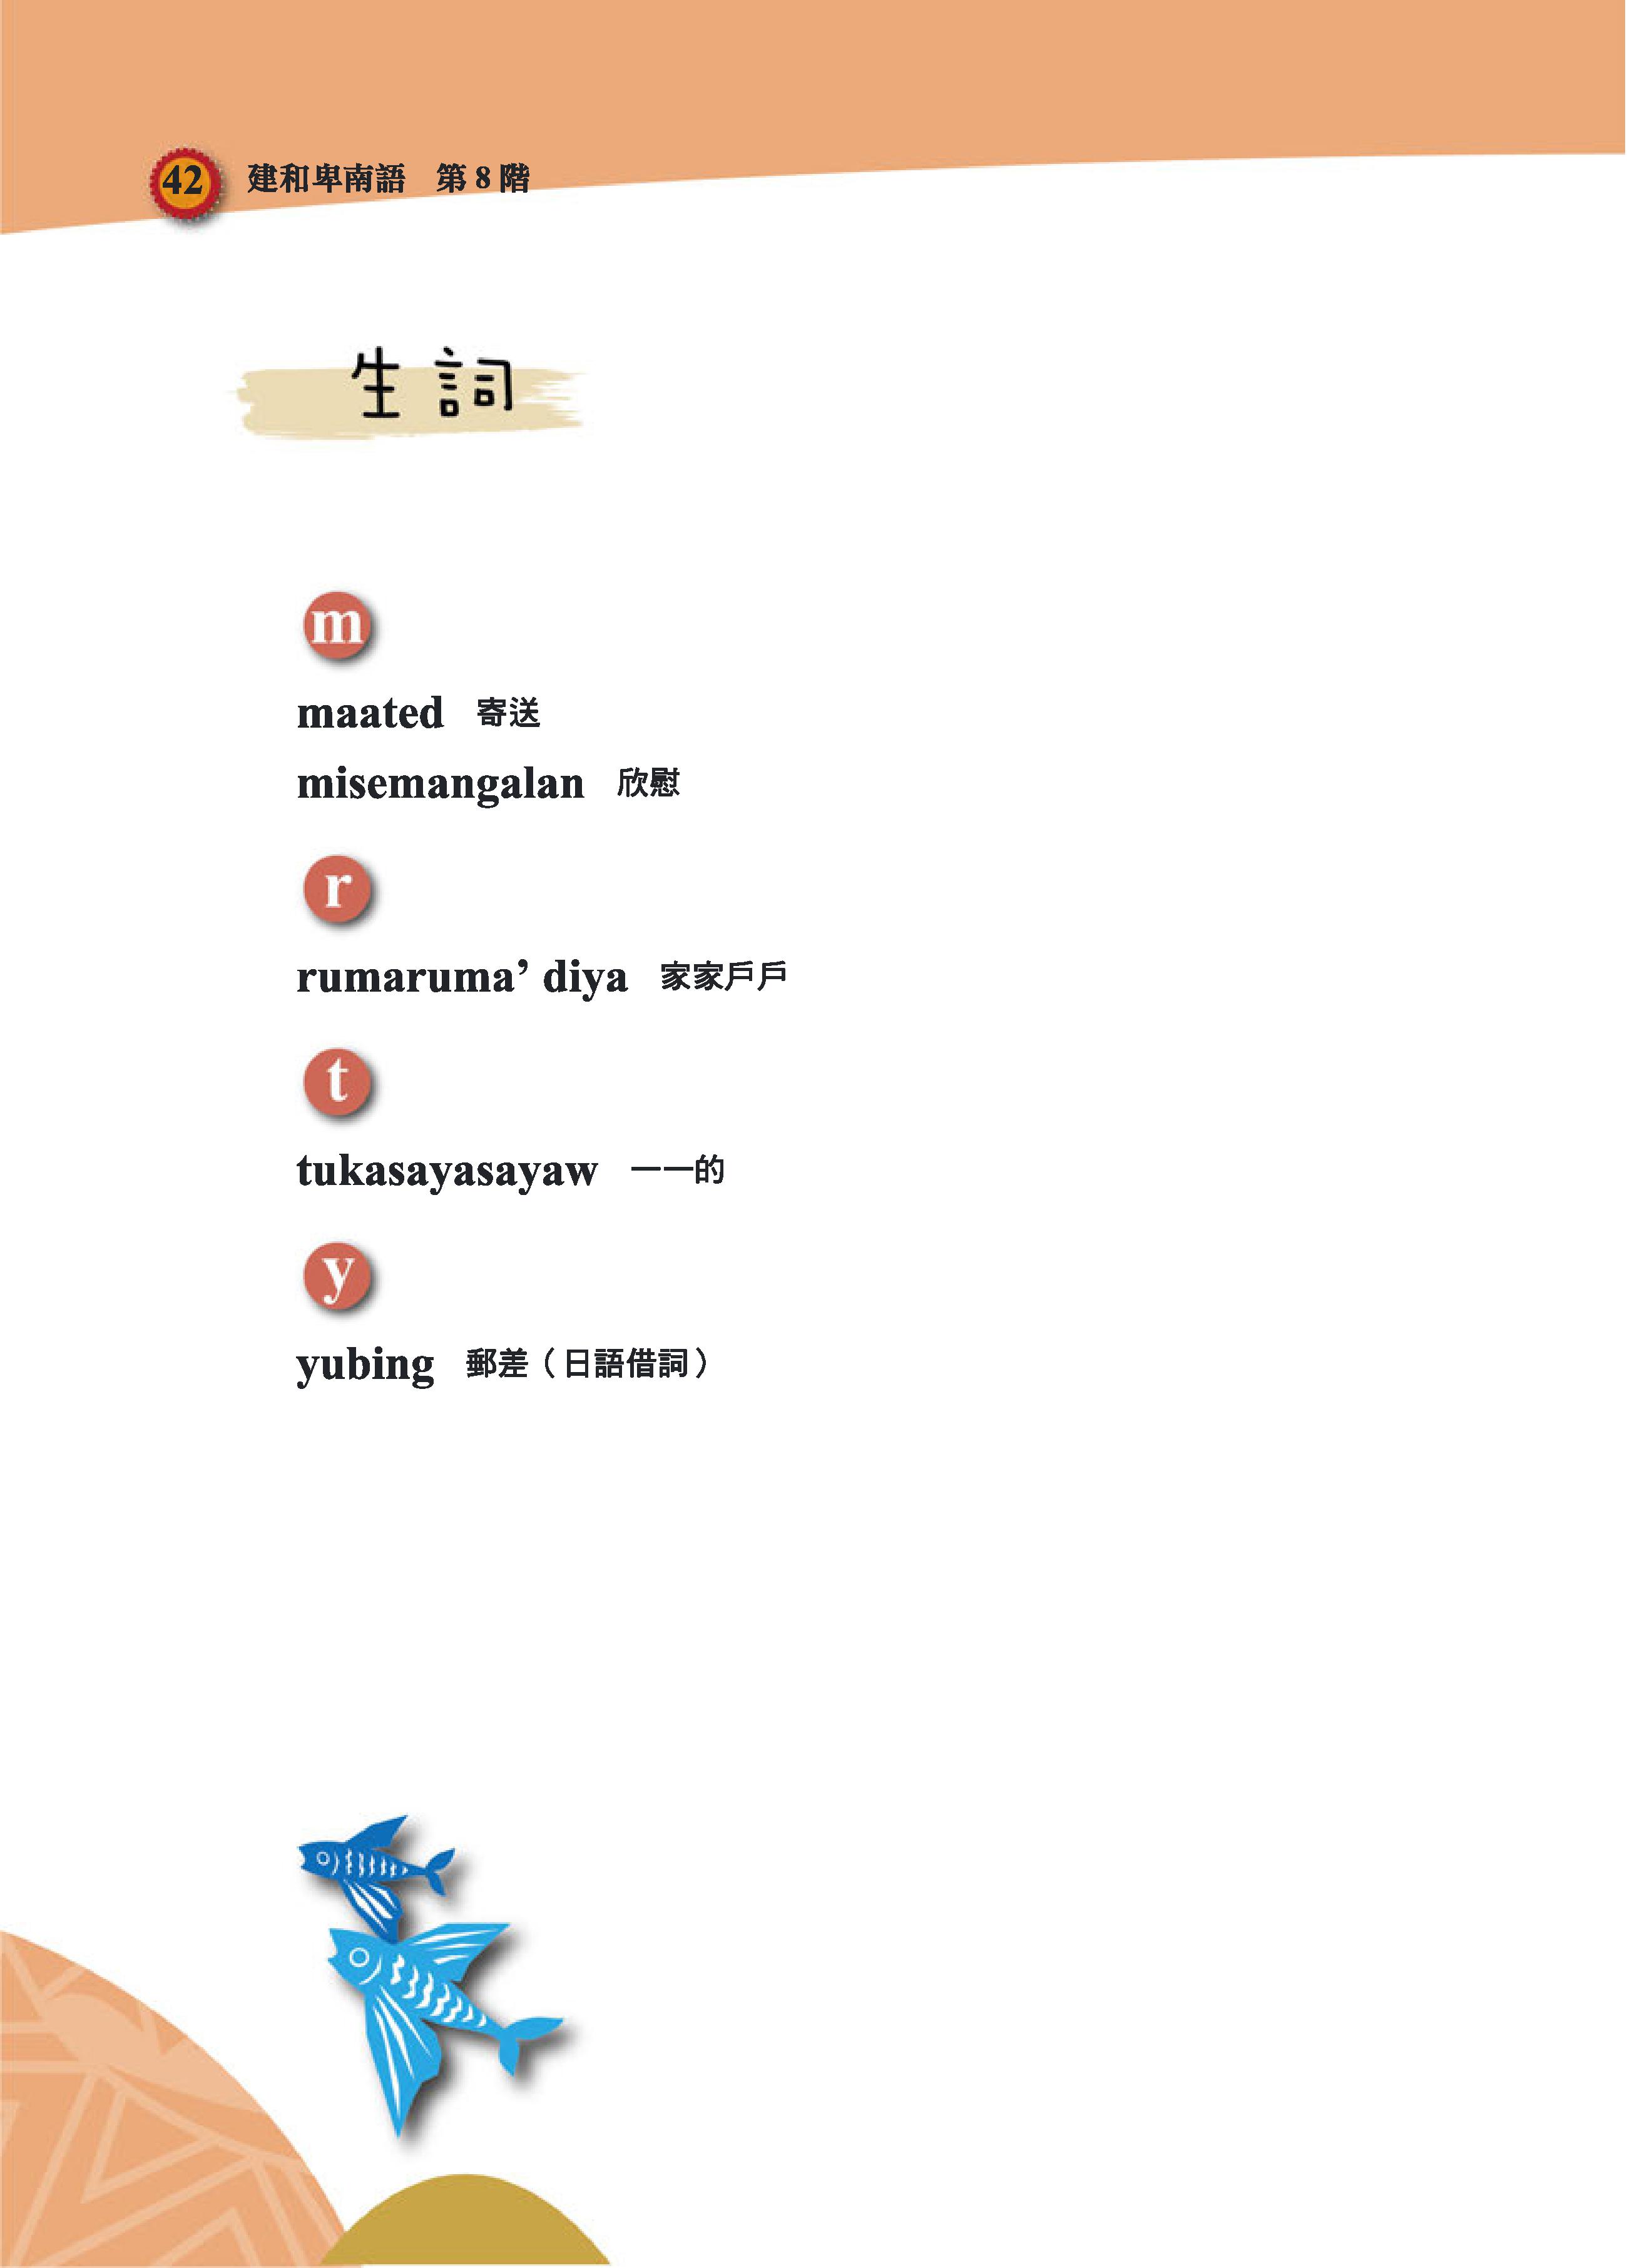 42 建和卑南語 第 8 階
生詞
m
maated 寄送
misemangalan 欣慰
r
rumaruma’ diya 家家戶戶
t
tukasayasayaw 一一的
y
yubing 郵差（日語借詞）